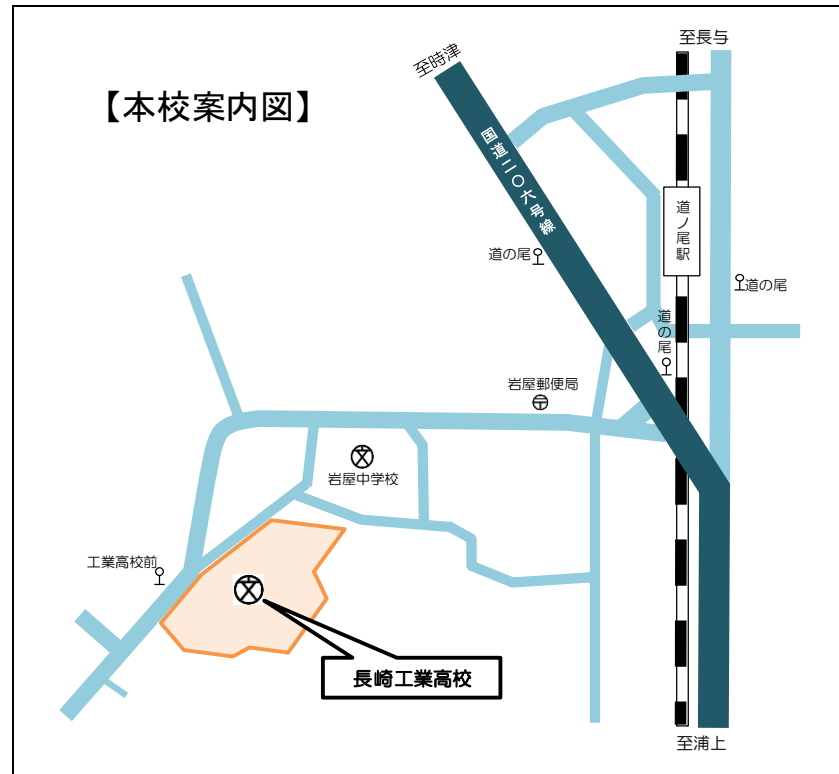 【本校案内図】
至時津
至長与
国道二〇六号線
道ノ尾駅
道の尾
道の尾
道の尾
岩屋郵便局
岩屋中学校
工業高校前
長崎工業高校
至浦上